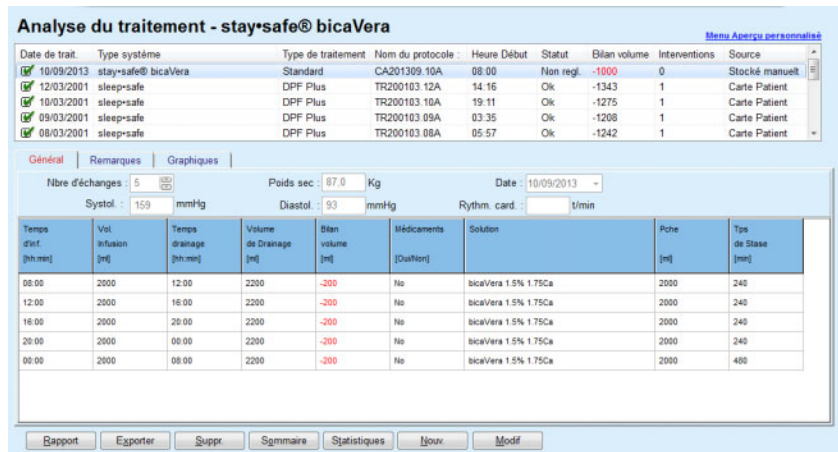 Analyse du traitement - stay•safe® bicaVera
Menu Aperçu personnalisè
Date de trait. Type système Type de traitement Nom du protocole : Heure Début Statut Bilan volume Interventions Source
10/09/2013 stay•safe® bicaVera Standard CA201309.10A 08:00 Non regl. -1000 0 Stocké manuelt
12/03/2001 sleep•safe DPF Plus TR200103.12A 14:16 Ok -1343 1 Carte Patient
10/03/2001 sleep•safe DPF Plus TR200103.10A 19:11 Ok -1275 1 Carte Patient
09/03/2001 sleep•safe DPF Plus TR200103.09A 03:35 Ok -1208 1 Carte Patient
08/03/2001 sleep•safe DPF Plus TR200103.08A 05:57 Ok -1242 1 Carte Patient
Général Remarques Graphiques
Nbre d'échanges : 5 Poids sec : 87,0 Kg Date : 10/09/2013
Systol. : 159 mmHg Diastol. : 93 mmHg Rythm. card. : t/min
Temps Vol. Temps Volume Bilan Médicaments Solution Pche Tps
d'inf. Infusion drainage de Drainage volume de Stase
[hh:min] [ml] [hh:min] [ml] [ml] [Oui/Non] [ml] [min]
08:00 2000 12:00 2200 -200 No bicaVera 1.5% 1.75Ca 2000 240
12:00 2000 16:00 2200 -200 No bicaVera 1.5% 1.75Ca 2000 240
16:00 2000 20:00 2200 -200 No bicaVera 1.5% 1.75Ca 2000 240
20:00 2000 00:00 2200 -200 No bicaVera 1.5% 1.75Ca 2000 240
00:00 2000 08:00 2200 -200 No bicaVera 1.5% 1.75Ca 2000 480
Rapport Exporter Suppr. Sommaire Statistiques Nouv. Modif